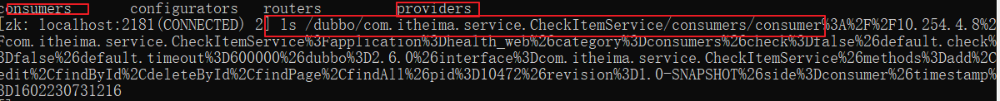 consumers configurators routers providers
[zk: localhost:2181(CONNECTED) 2] ls /dubbo/com.itheima.service.CheckItemService/consumers/consumer%3A%2F%2F10.254.4.8%2
Fcom.itheima.service.CheckItemService%3Fapplication%3Dhealth_web%26category%3Dconsumers%26check%3Dfalse%26default.check%
3Dfalse%26default.timeout%3D600000%26dubbo%3D2.6.0%26interface%3Dcom.itheima.service.CheckItemService%26methods%3Dadd%2C
edit%2CfindById%2CdeleteById%2CfindPage%2CfindAll%26pid%3D10472%26revision%3D1.0-SNAPSHOT%26side%3Dconsumer%26timestamp%
3D1602230731216